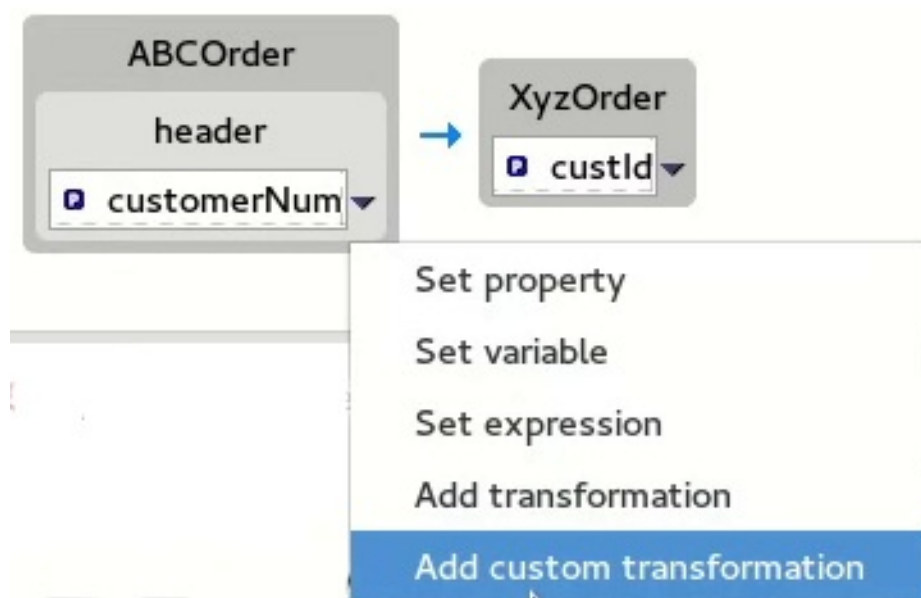 ABCOrder
header
customerNum
XyzOrder
custId
Set property
Set variable
Set expression
Add transformation
Add custom transformation